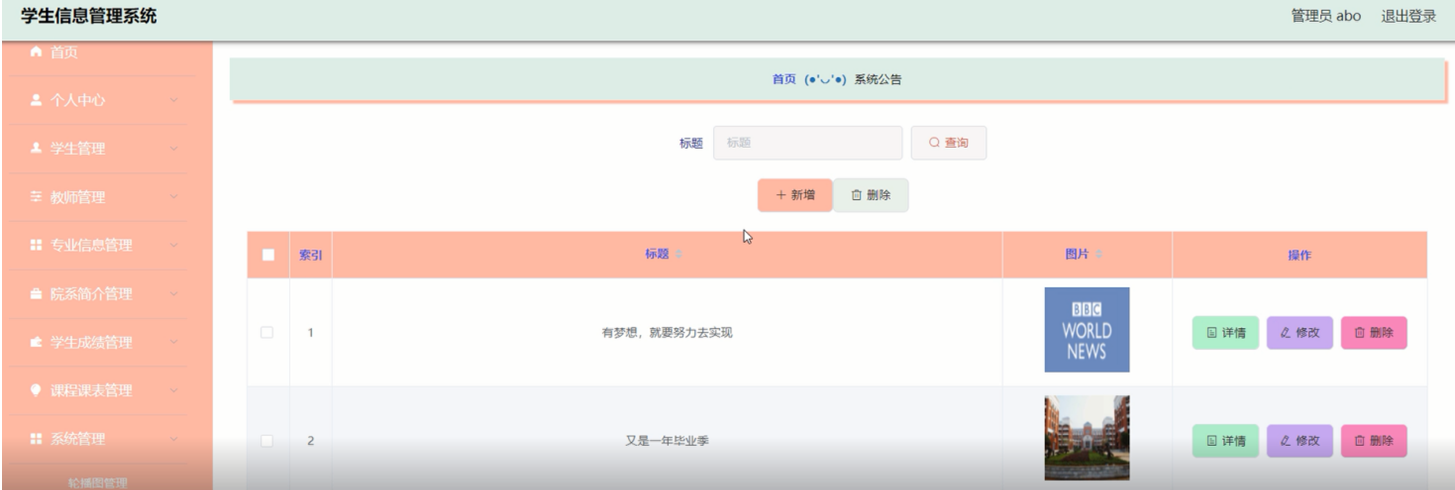 学生信息管理系统 管理员 abo 退出登录
首页
个人中心
学生管理
教师管理
专业信息管理
院系简介管理
学生成绩管理
课程课表管理
系统管理
轮播图管理
首页 (●'◡'●) 系统公告
标题 标题 查询
新增 删除
索引 标题 图片 操作
1 有梦想，就要努力去实现 BBC WORLD NEWS 详情 修改 删除
2 又是一年毕业季 详情 修改 删除